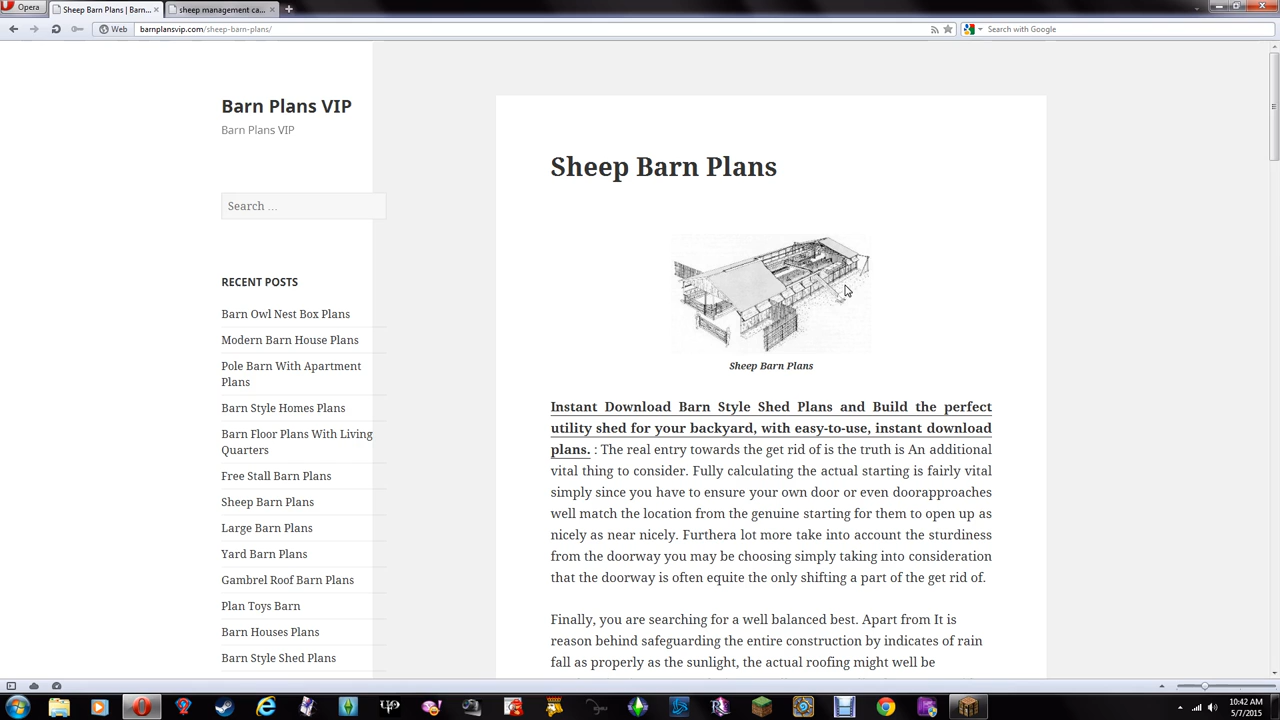 Opera
Sheep Barn Plans | Barn...
sheep management ca...
Web
barnplansvip.com/sheep-barn-plans/
Search with Google
Barn Plans VIP
Barn Plans VIP
Search ...
RECENT POSTS
Barn Owl Nest Box Plans
Modern Barn House Plans
Pole Barn With Apartment
Plans
Barn Style Homes Plans
Barn Floor Plans With Living
Quarters
Free Stall Barn Plans
Sheep Barn Plans
Large Barn Plans
Yard Barn Plans
Gambrel Roof Barn Plans
Plan Toys Barn
Barn Houses Plans
Barn Style Shed Plans
Sheep Barn Plans
Sheep Barn Plans
Instant Download Barn Style Shed Plans and Build the perfect
utility shed for your backyard, with easy-to-use, instant download
plans. : The real entry towards the get rid of is the truth is An additional
vital thing to consider. Fully calculating the actual starting is fairly vital
simply since you have to ensure your own door or even doorapproaches
well match the location from the genuine starting for them to open up as
nicely as near nicely. Furthera lot more take into account the sturdiness
from the doorway you may be choosing simply taking into consideration
that the doorway is often equite the only shifting a part of the get rid of.
Finally, you are searching for a well balanced best. Apart from It is
reason behind safeguarding the entire construction by indicates of rain
fall as properly as the sunlight, the actual roofing might well be
10:42 AM
5/7/2015